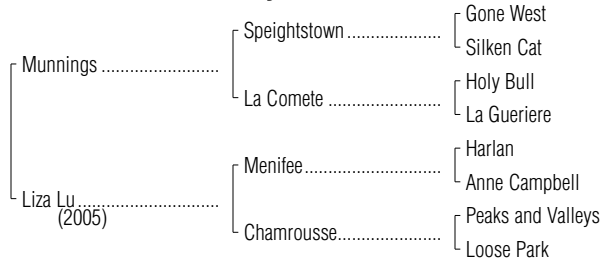 Gone West
Speightstown ....................
Silken Cat
Munnings .........................
Holy Bull
La Comete ........................
La Gueriere
Harlan
Menifee.............................
Anne Campbell
Liza Lu..............................
(2005)
Peaks and Valleys
Chamrousse......................
Loose Park